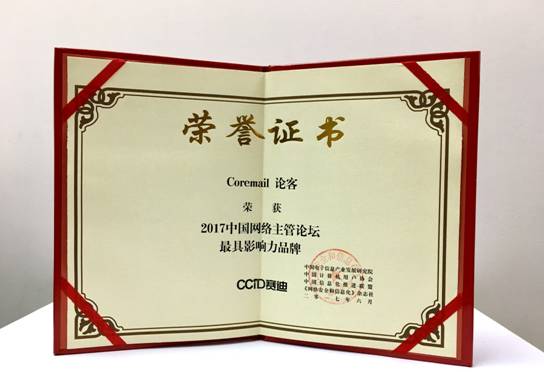 荣誉证书
Coremail 论客
荣 获
2017中国网络主管论坛
最具影响力品牌
CCID赛迪
中国电子信息产业发展研究院
中国计算机用户协会
中国信息化推进联盟
《网络安全和信息化》杂志社
二〇一七年六月